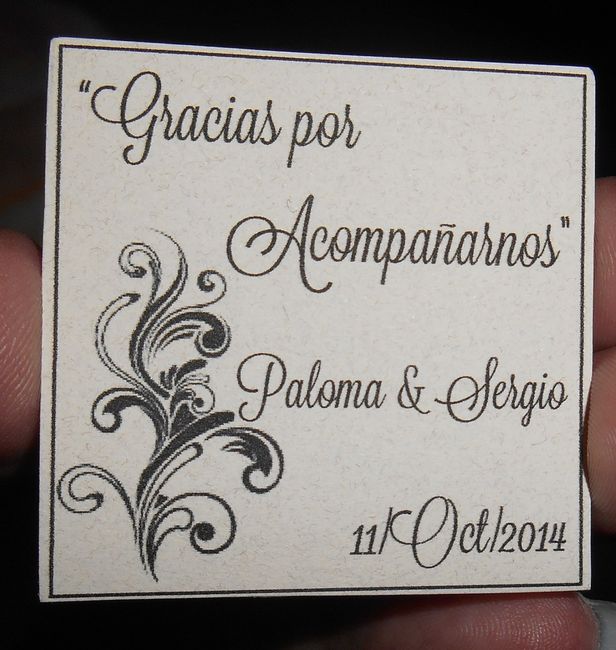 "Gracias por
Acompañarnos"
Paloma & Sergio
11/Oct/2014